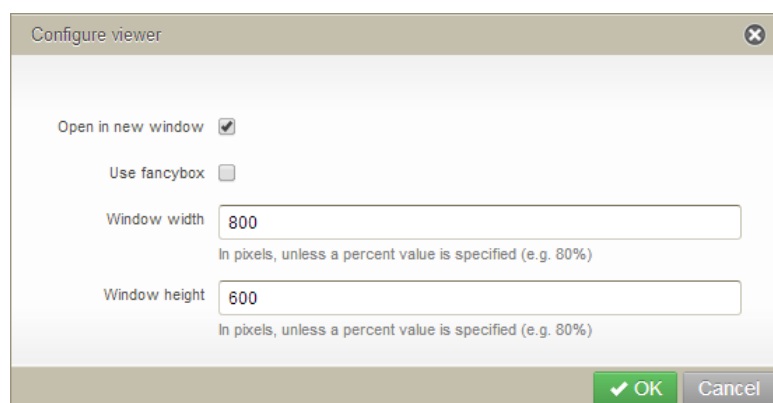 Configure viewer
Open in new window
Use fancybox
Window width 800
In pixels, unless a percent value is specified (e.g. 80%)
Window height 600
In pixels, unless a percent value is specified (e.g. 80%)
OK Cancel